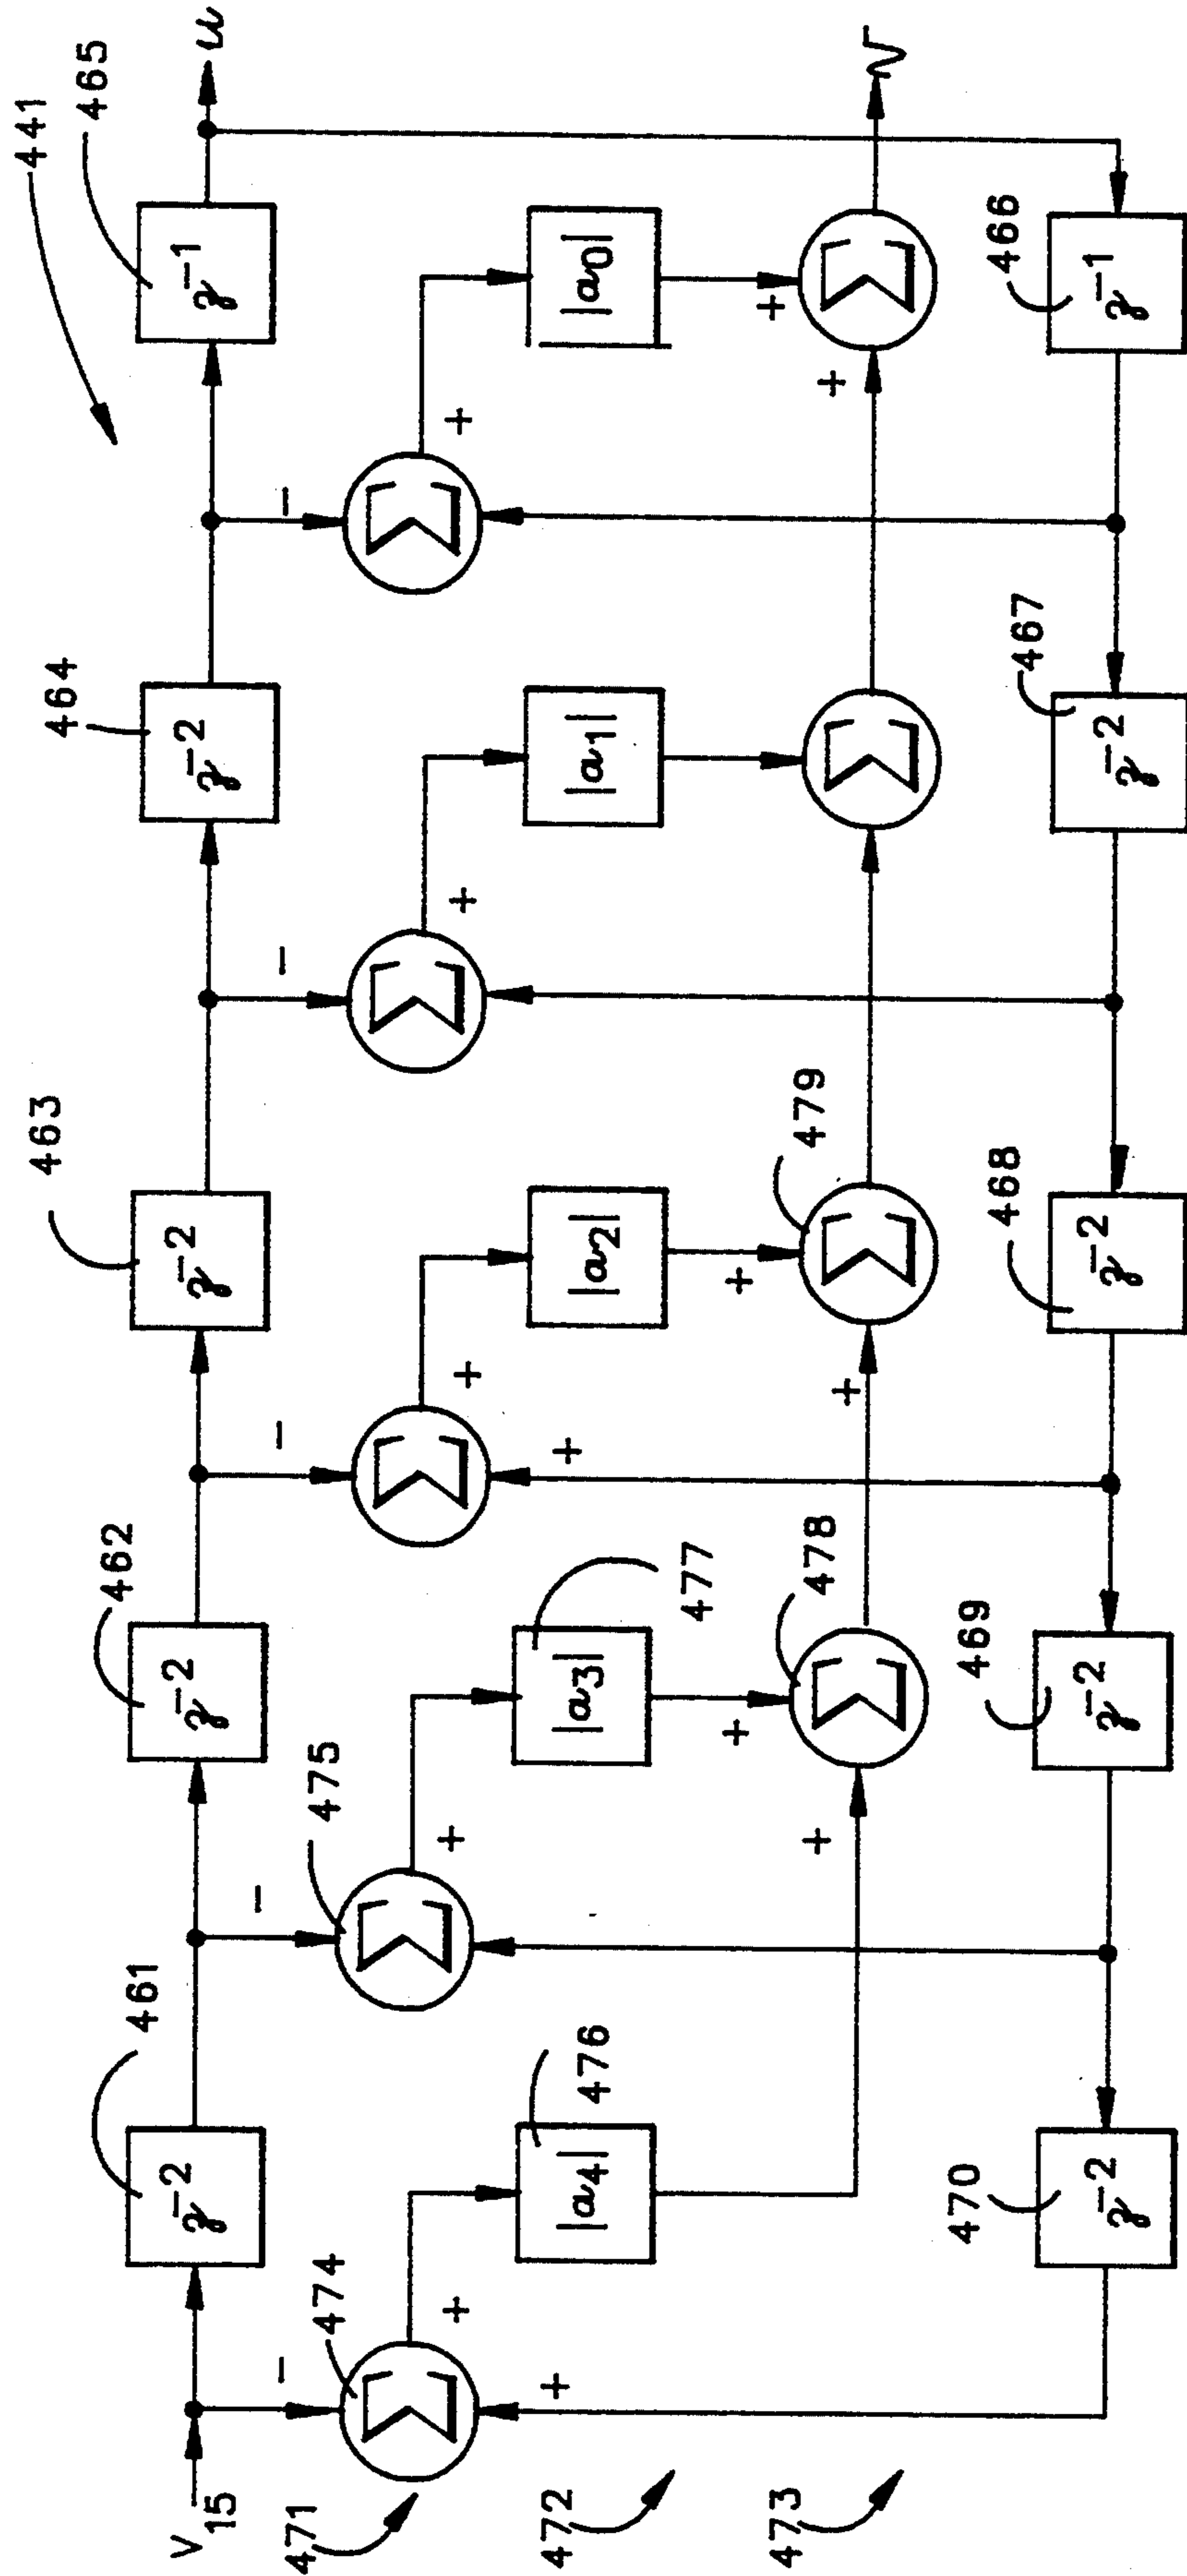 441
465
464
463
462
461
V15
z^-2
z^-2
z^-2
z^-2
z^-1
u
-
-
-
-
-
474
475
Σ
Σ
Σ
Σ
Σ
471
+
+
+
+
+
476
477
|a4|
|a3|
|a2|
|a1|
|a0|
472
+
+
+
+
+
478
479
Σ
Σ
Σ
Σ
v
473
+
+
+
+
470
469
468
467
466
z^-2
z^-2
z^-2
z^-2
z^-1